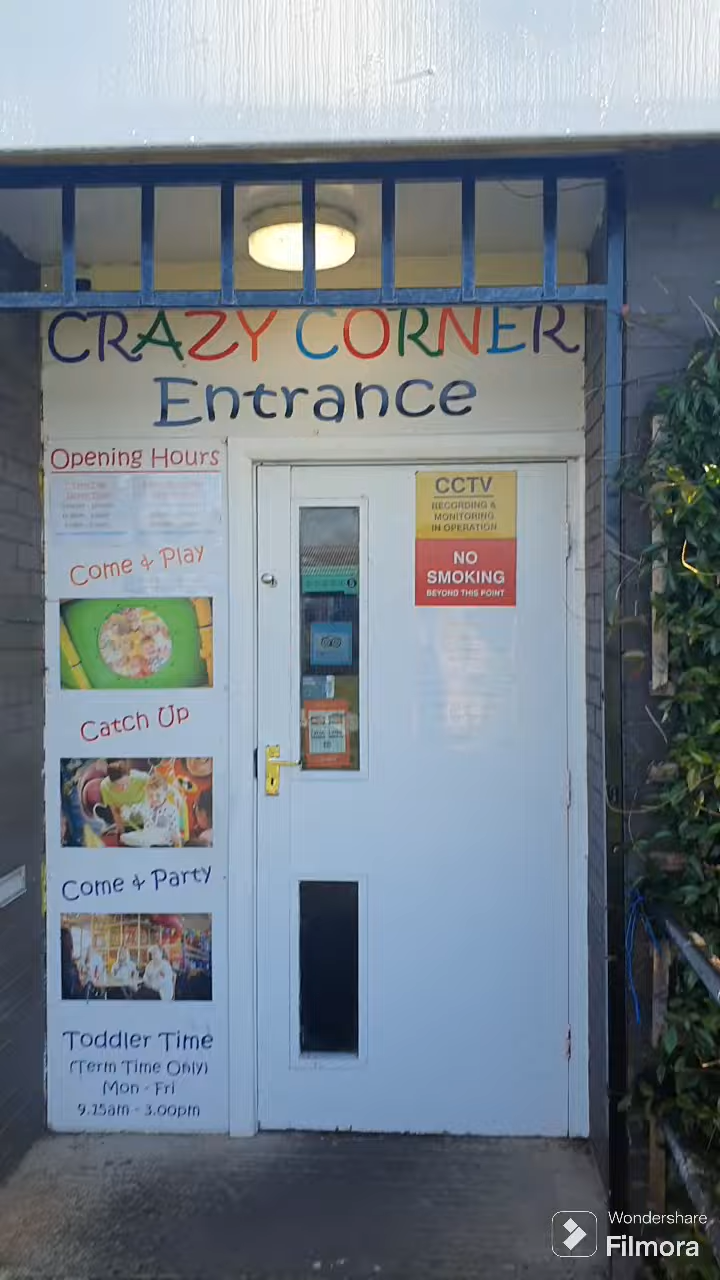 CRAZY CORNER
Entrance
Opening Hours
Come & Play
Catch Up
Come & Party
Toddler Time
(Term Time Only)
Mon - Fri
9.15am - 3.00pm
CCTV
RECORDING &
MONITORING
IN OPERATION
NO
SMOKING
BEYOND THIS POINT
Wondershare
Filmora